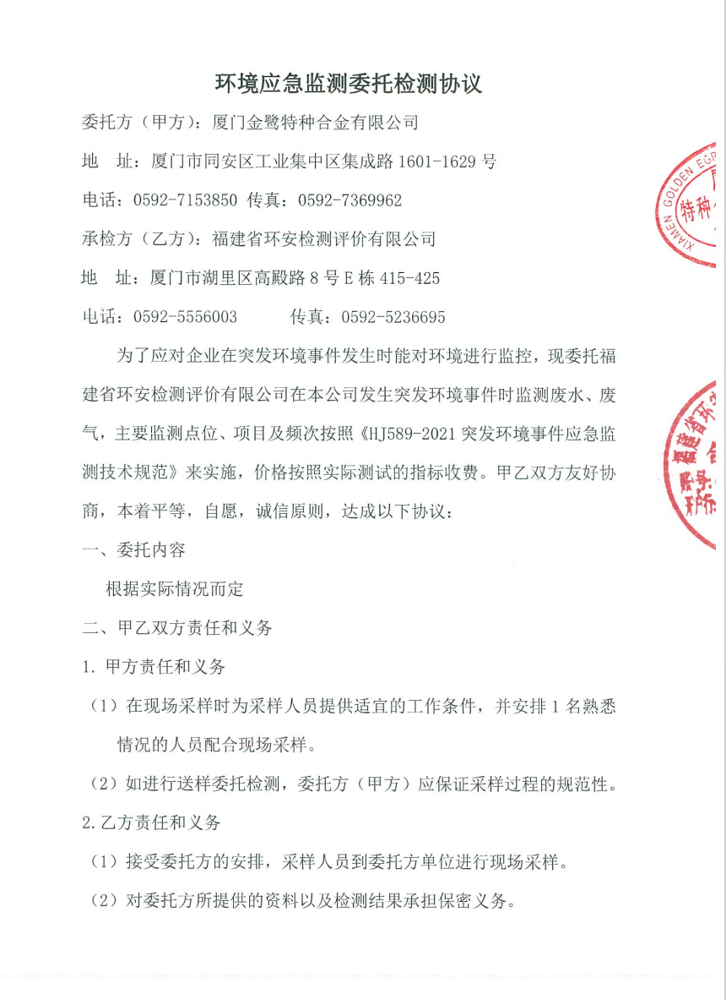 环境应急监测委托检测协议
委托方（甲方）：厦门金鹭特种合金有限公司
地 址：厦门市同安区工业集中区集成路 1601-1629 号
电话：0592-7153850 传真：0592-7369962
承检方（乙方）：福建省环安检测评价有限公司
地 址：厦门市湖里区高殿路 8 号 E 栋 415-425
电话：0592-5556003 传真：0592-5236695
为了应对企业在突发环境事件发生时能对环境进行监控，现委托福
建省环安检测评价有限公司在本公司发生突发环境事件时监测废水、废
气，主要监测点位、项目及频次按照《HJ589-2021 突发环境事件应急监
测技术规范》来实施，价格按照实际测试的指标收费。甲乙双方友好协
商，本着平等，自愿，诚信原则，达成以下协议：
一、委托内容
根据实际情况而定
二、甲乙双方责任和义务
1. 甲方责任和义务
（1）在现场采样时为采样人员提供适宜的工作条件，并安排 1 名熟悉
情况的人员配合现场采样。
（2）如进行送样委托检测，委托方（甲方）应保证采样过程的规范性。
2.乙方责任和义务
（1）接受委托方的安排，采样人员到委托方单位进行现场采样。
（2）对委托方所提供的资料以及检测结果承担保密义务。
XIAMEN GOLDEN EGR
特种
福建省环安